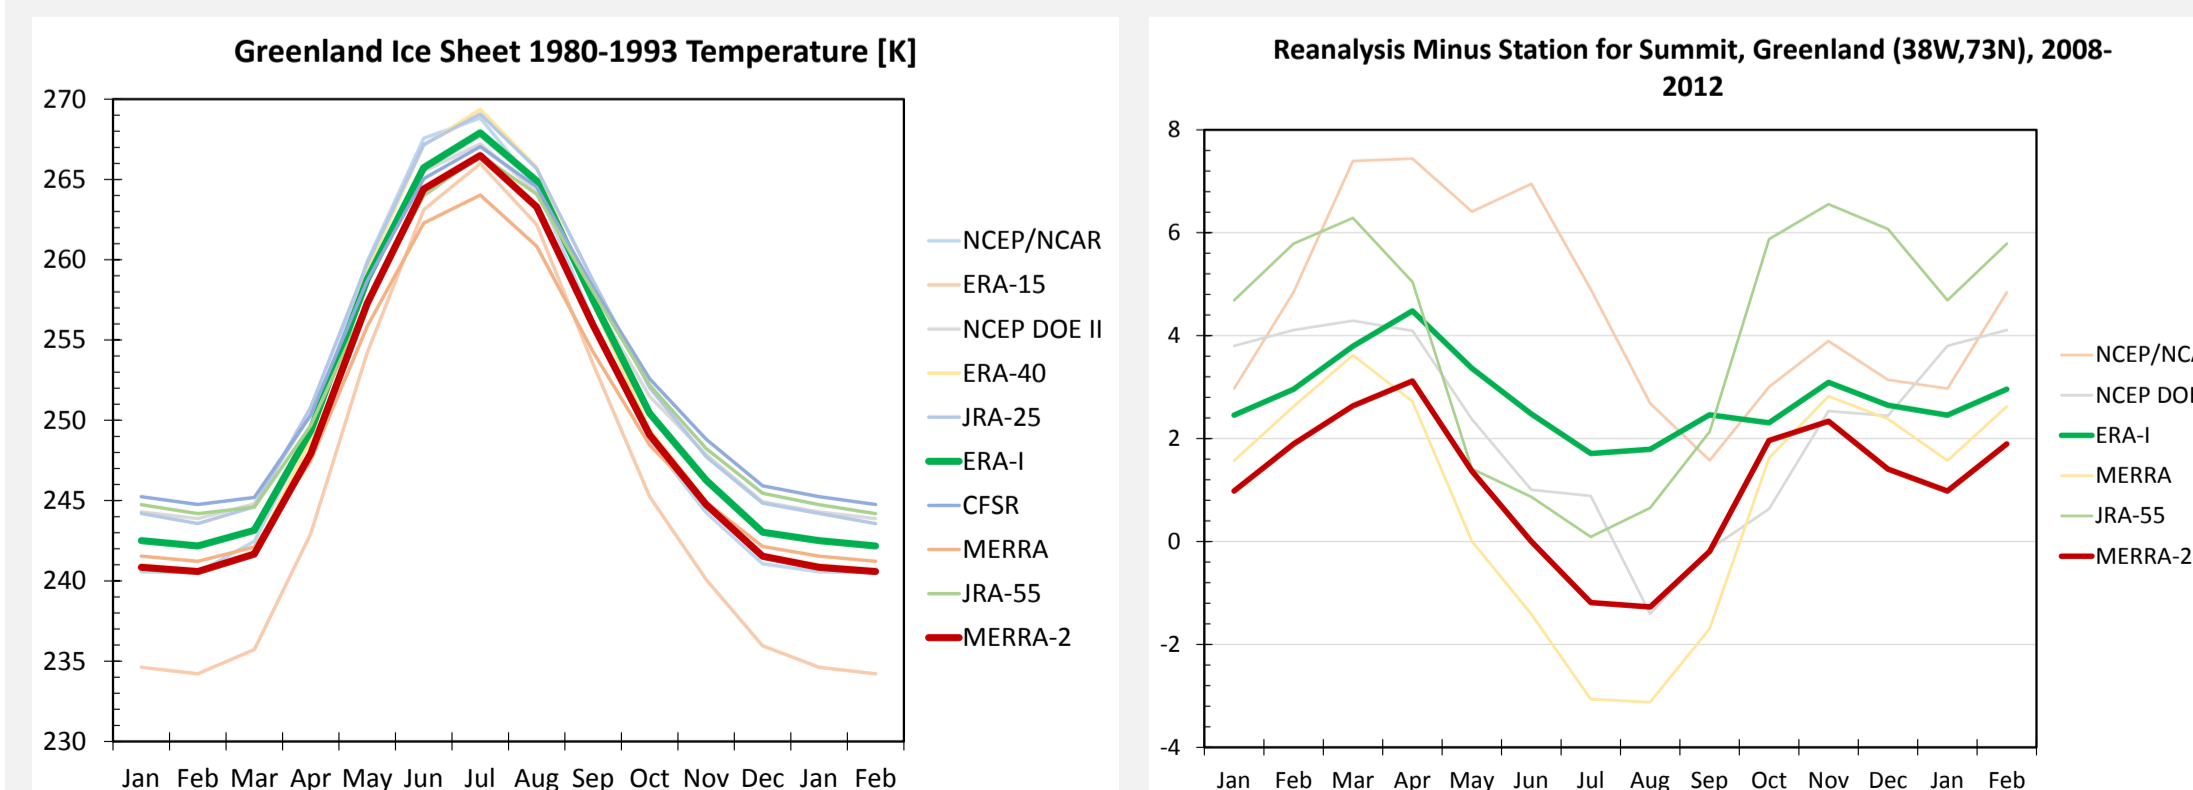 Greenland Ice Sheet 1980-1993 Temperature [K]
270
265
260
255
250
245
240
235
230
Jan Feb Mar Apr May Jun Jul Aug Sep Oct Nov Dec Jan Feb
NCEP/NCAR
ERA-15
NCEP DOE II
ERA-40
JRA-25
ERA-I
CFSR
MERRA
JRA-55
MERRA-2
Reanalysis Minus Station for Summit, Greenland (38W,73N), 2008-
2012
8
6
4
2
0
-2
-4
Jan Feb Mar Apr May Jun Jul Aug Sep Oct Nov Dec Jan Feb
NCEP/NCA
NCEP DOE
ERA-I
MERRA
JRA-55
MERRA-2